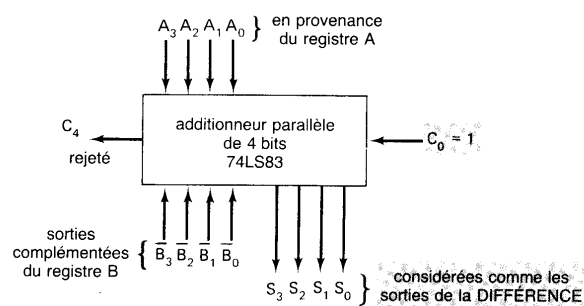 A₃ A₂ A₁ A₀ } en provenance
du registre A
C₄
rejeté
additionneur parallèle
de 4 bits
74LS83
C₀ = 1
sorties
complémentées
du registre B { B̅₃ B̅₂ B̅₁ B̅₀
S₃ S₂ S₁ S₀ } considérées comme les
sorties de la DIFFÉRENCE